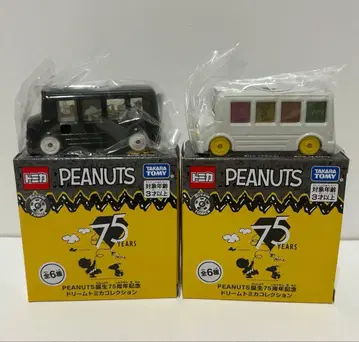 トミカ
PEANUTS
TAKARA TOMY
対象年齢
3才以上
75
YEARS
全6種
PEANUTS誕生75周年記念
ドリームトミカコレクション
トミカ
PEANUTS
TAKARA TOMY
対象年齢
3才以上
75
YEARS
全6種
PEANUTS誕生75周年記念
ドリームトミカコレクション